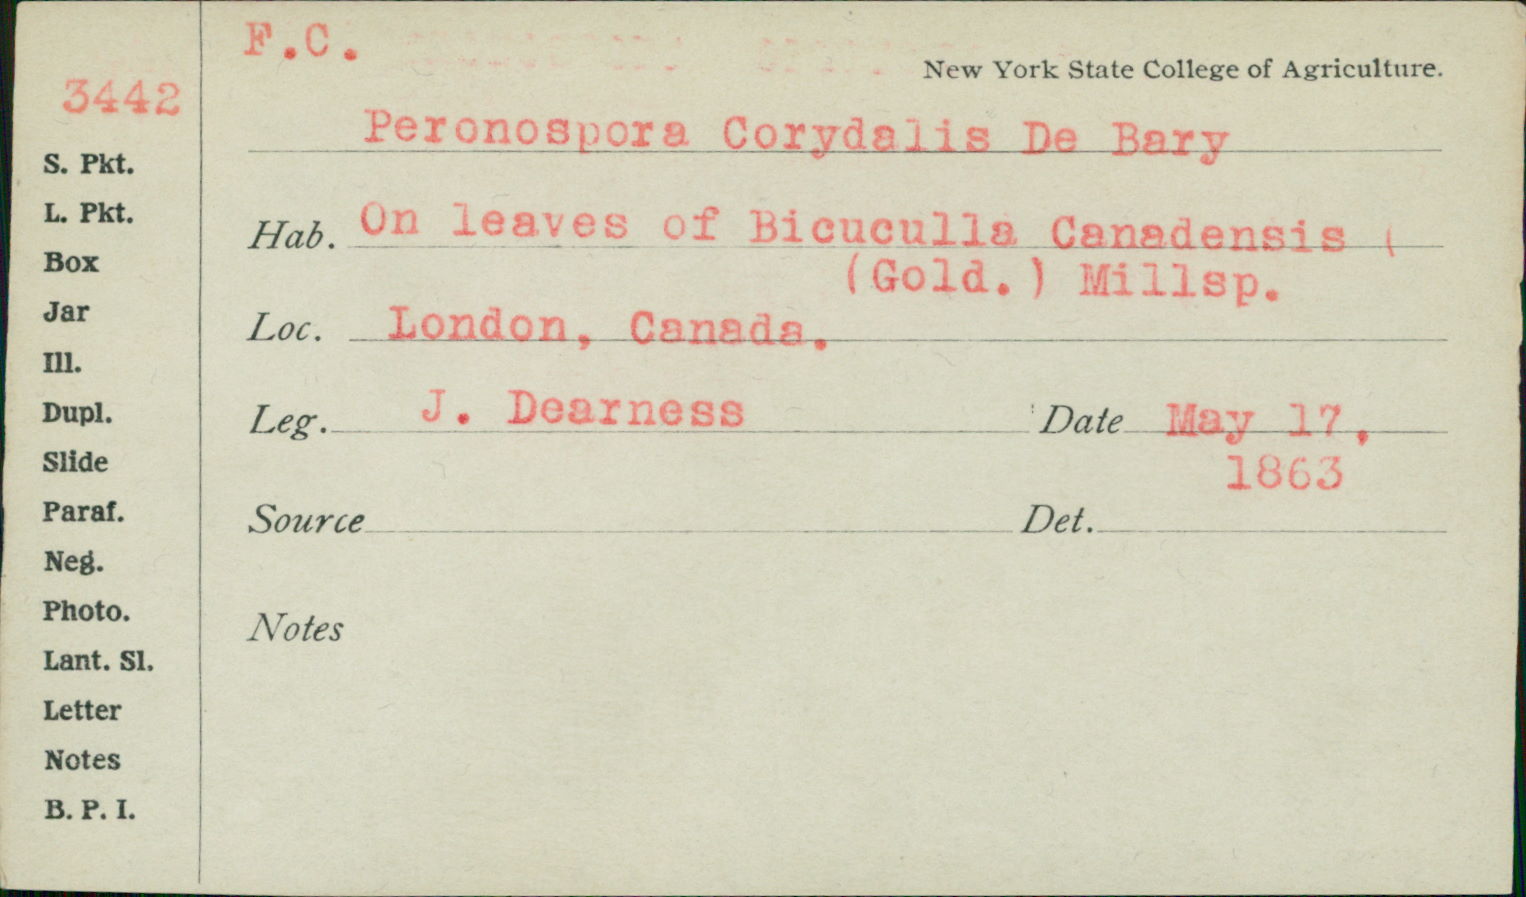 F.C.
New York State College of Agriculture.
3442
Peronospora Corydalis De Bary
Hab. On leaves of Bicuculla Canadensis (
(Gold.) Millsp.
Loc. London, Canada.
Leg. J. Dearness Date May 17,
1863
Source Det.
Notes
S. Pkt.
L. Pkt.
Box
Jar
Ill.
Dupl.
Slide
Paraf.
Neg.
Photo.
Lant. Sl.
Letter
Notes
B. P. I.